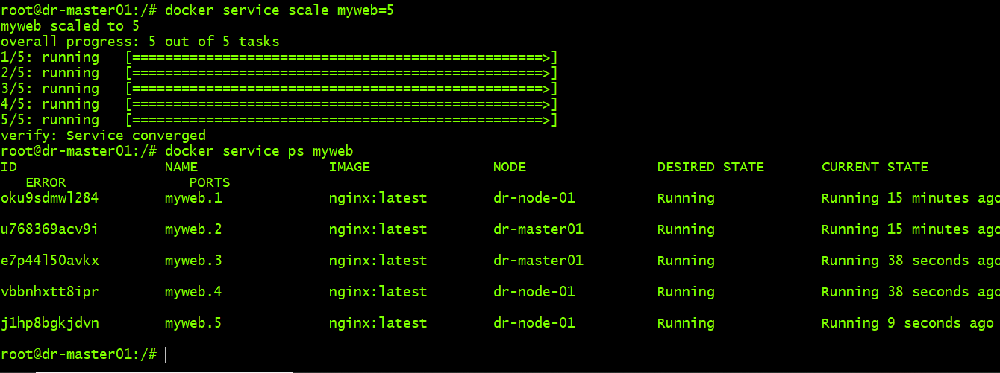 root@dr-master01:/# docker service scale myweb=5
myweb scaled to 5
overall progress: 5 out of 5 tasks
1/5: running   [==================================================>]
2/5: running   [==================================================>]
3/5: running   [==================================================>]
4/5: running   [==================================================>]
5/5: running   [==================================================>]
verify: Service converged
root@dr-master01:/# docker service ps myweb
ID                  NAME                IMAGE               NODE                DESIRED STATE       CURRENT STATE
   ERROR               PORTS
oku9sdmwl284        myweb.1             nginx:latest        dr-node-01          Running             Running 15 minutes ago
u768369acv9i        myweb.2             nginx:latest        dr-master01         Running             Running 15 minutes ago
e7p44l50avkx        myweb.3             nginx:latest        dr-master01         Running             Running 38 seconds ago
vbbnhxtt8ipr        myweb.4             nginx:latest        dr-node-01          Running             Running 38 seconds ago
j1hp8bgkjdvn        myweb.5             nginx:latest        dr-node-01          Running             Running 9 seconds ago
root@dr-master01:/#